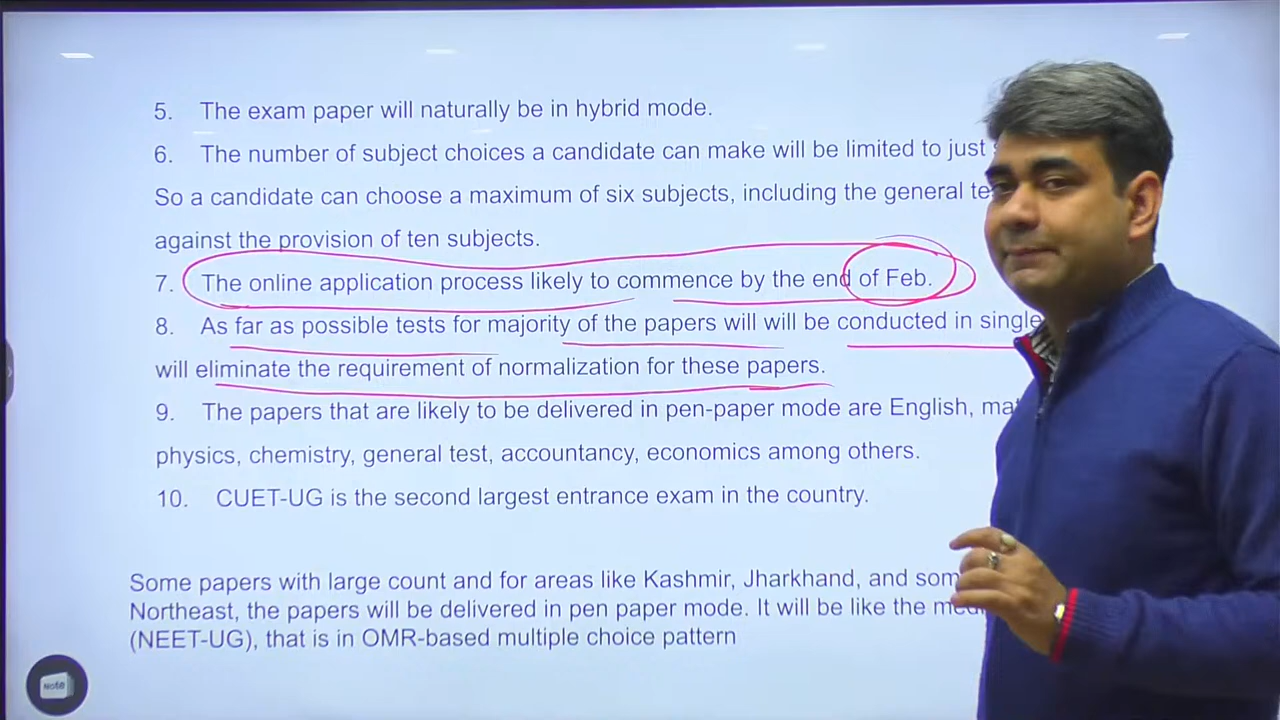 5. The exam paper will naturally be in hybrid mode.
6. The number of subject choices a candidate can make will be limited to just
So a candidate can choose a maximum of six subjects, including the general
against the provision of ten subjects.
7. The online application process likely to commence by the end of Feb.
8. As far as possible tests for majority of the papers will will be conducted in single
will eliminate the requirement of normalization for these papers.
9. The papers that are likely to be delivered in pen-paper mode are English,
physics, chemistry, general test, accountancy, economics among others.
10. CUET-UG is the second largest entrance exam in the country.
Some papers with large count and for areas like Kashmir, Jharkhand, and
Northeast, the papers will be delivered in pen paper mode. It will be like the
(NEET-UG), that is in OMR-based multiple choice pattern
Note